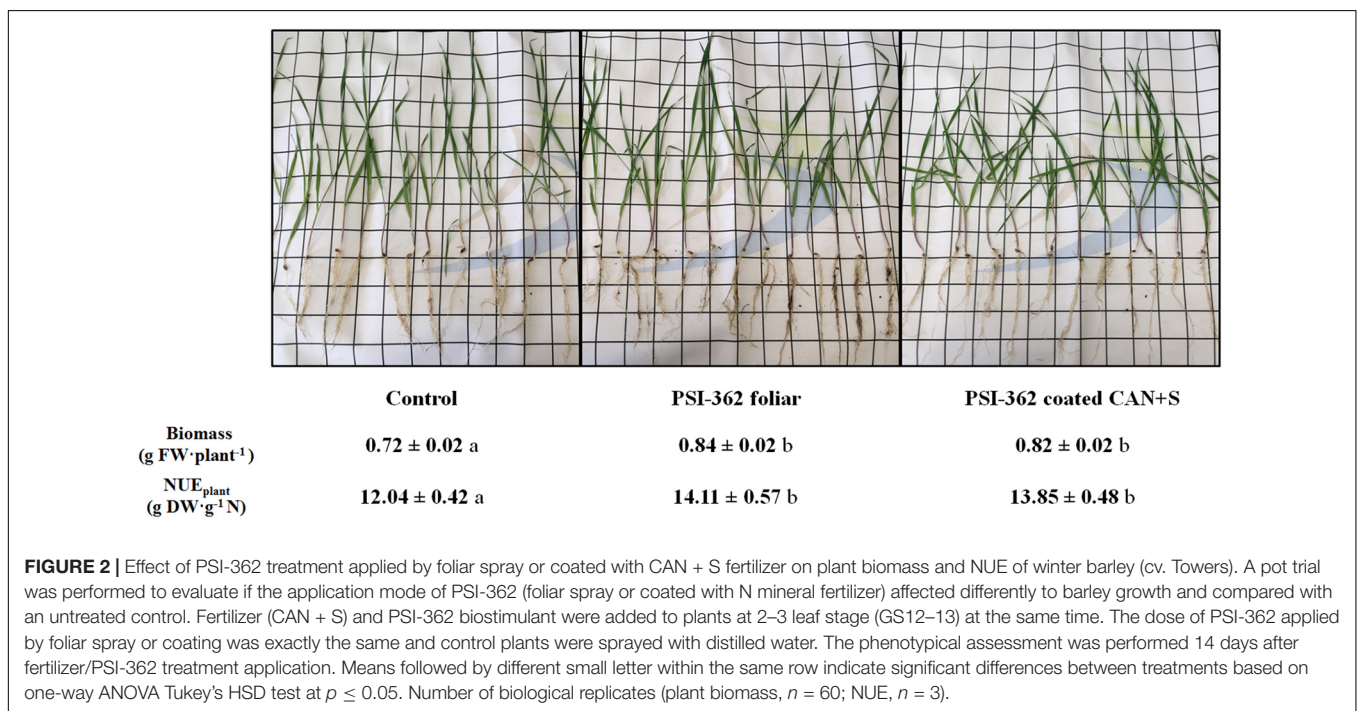 Control PSI-362 foliar PSI-362 coated CAN+S
Biomass
(g FW·plant⁻¹) 0.72 ± 0.02 a 0.84 ± 0.02 b 0.82 ± 0.02 b
NUEplant
(g DW·g⁻¹ N) 12.04 ± 0.42 a 14.11 ± 0.57 b 13.85 ± 0.48 b
FIGURE 2 | Effect of PSI-362 treatment applied by foliar spray or coated with CAN + S fertilizer on plant biomass and NUE of winter barley (cv. Towers). A pot trial
was performed to evaluate if the application mode of PSI-362 (foliar spray or coated with N mineral fertilizer) affected differently to barley growth and compared with
an untreated control. Fertilizer (CAN + S) and PSI-362 biostimulant were added to plants at 2–3 leaf stage (GS12–13) at the same time. The dose of PSI-362 applied
by foliar spray or coating was exactly the same and control plants were sprayed with distilled water. The phenotypical assessment was performed 14 days after
fertilizer/PSI-362 treatment application. Means followed by different small letter within the same row indicate significant differences between treatments based on
one-way ANOVA Tukey's HSD test at p ≤ 0.05. Number of biological replicates (plant biomass, n = 60; NUE, n = 3).